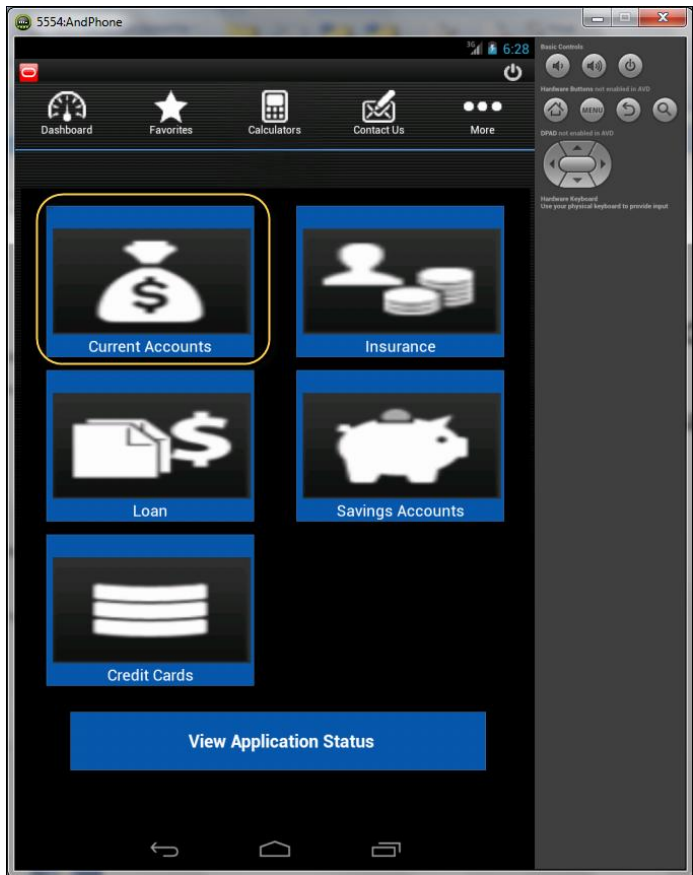 5554:AndPhone
3G 6:28
Dashboard Favorites Calculators Contact Us More
$
Current Accounts Insurance
$
Loan Savings Accounts
Credit Cards
View Application Status
Basic Controls
Hardware Buttons not enabled in AVD
MENU
DPAD not enabled in AVD
Hardware Keyboard
Use your physical keyboard to provide input